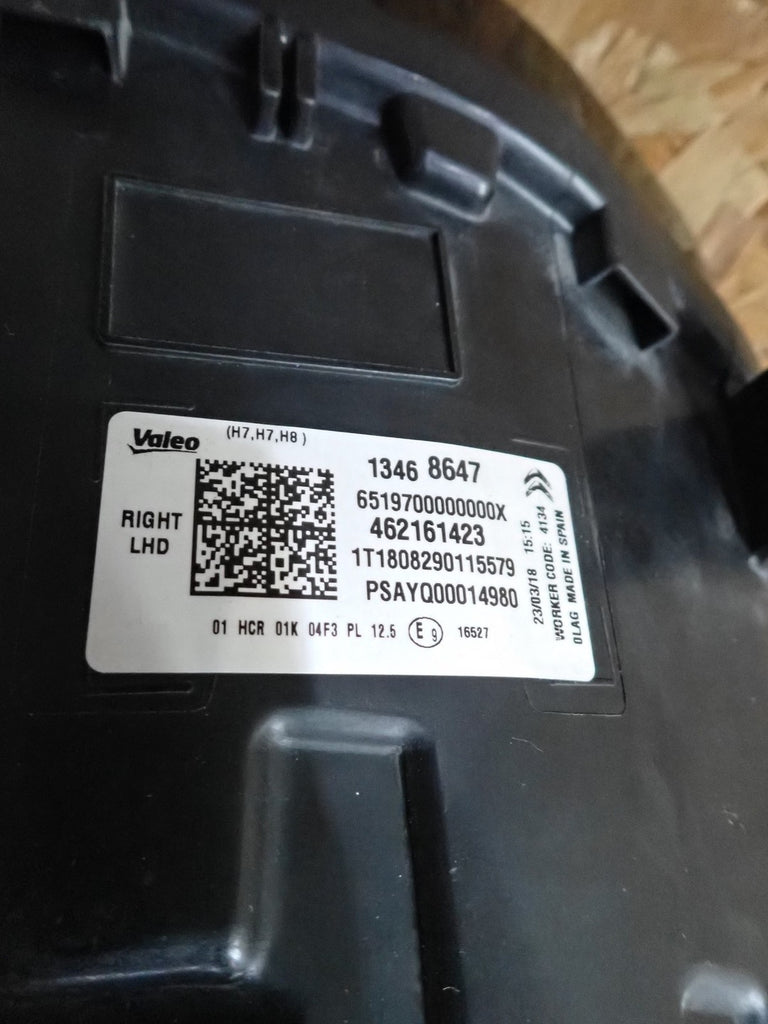 Valeo (H7,H7,H8)
RIGHT
LHD
1346 8647
6519700000000X
462161423
1T1808290115579
PSAYQ00014980
01 HCR 01K 04F3 PL 12.5 E9 16527
23/03/18 15:15
WORKER CODE: 4134
OLAG MADE IN SPAIN